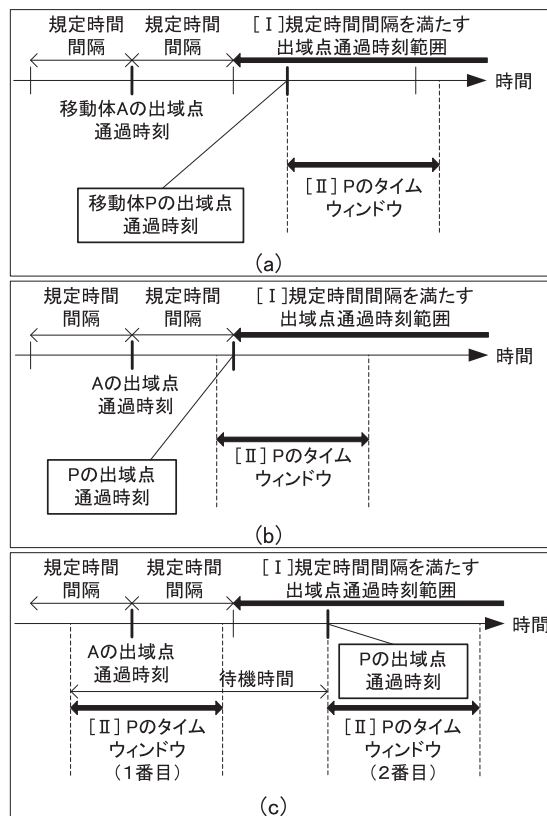 規定時間
間隔
規定時間
間隔
[Ⅰ]規定時間間隔を満たす
出域点通過時刻範囲
時間
移動体Aの出域点
通過時刻
移動体Pの出域点
通過時刻
[Ⅱ] Pのタイム
ウィンドウ
(a)
規定時間
間隔
規定時間
間隔
[Ⅰ]規定時間間隔を満たす
出域点通過時刻範囲
時間
Aの出域点
通過時刻
Pの出域点
通過時刻
[Ⅱ] Pのタイム
ウィンドウ
(b)
規定時間
間隔
規定時間
間隔
[Ⅰ]規定時間間隔を満たす
出域点通過時刻範囲
時間
Aの出域点
通過時刻
Pの出域点
通過時刻
待機時間
[Ⅱ] Pのタイム
ウィンドウ
(1番目)
[Ⅱ] Pのタイム
ウィンドウ
(2番目)
(c)